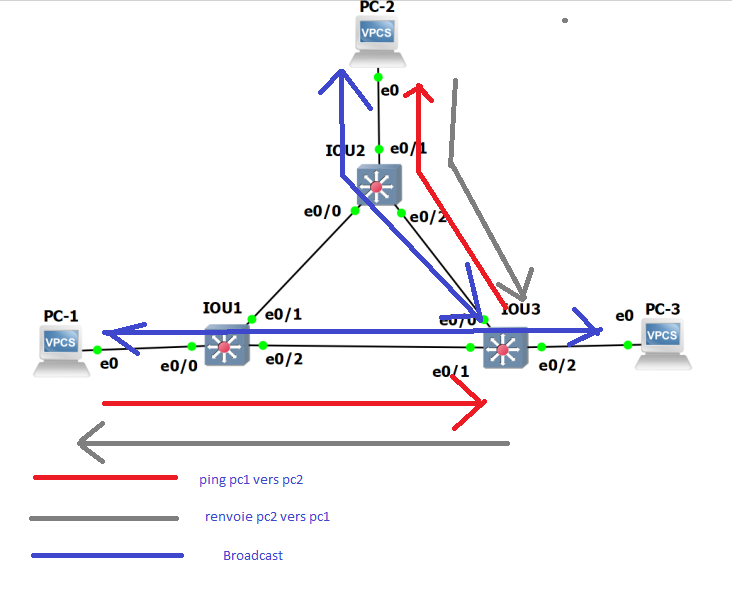 PC-2
VPCS
e0
IOU2
e0/1
e0/0
e0/2
IOU1
e0/1
IOU3
e0/0
PC-1
VPCS
e0
e0/0
e0/2
e0/1
e0/2
e0
PC-3
VPCS
ping pc1 vers pc2
renvoie pc2 vers pc1
Broadcast